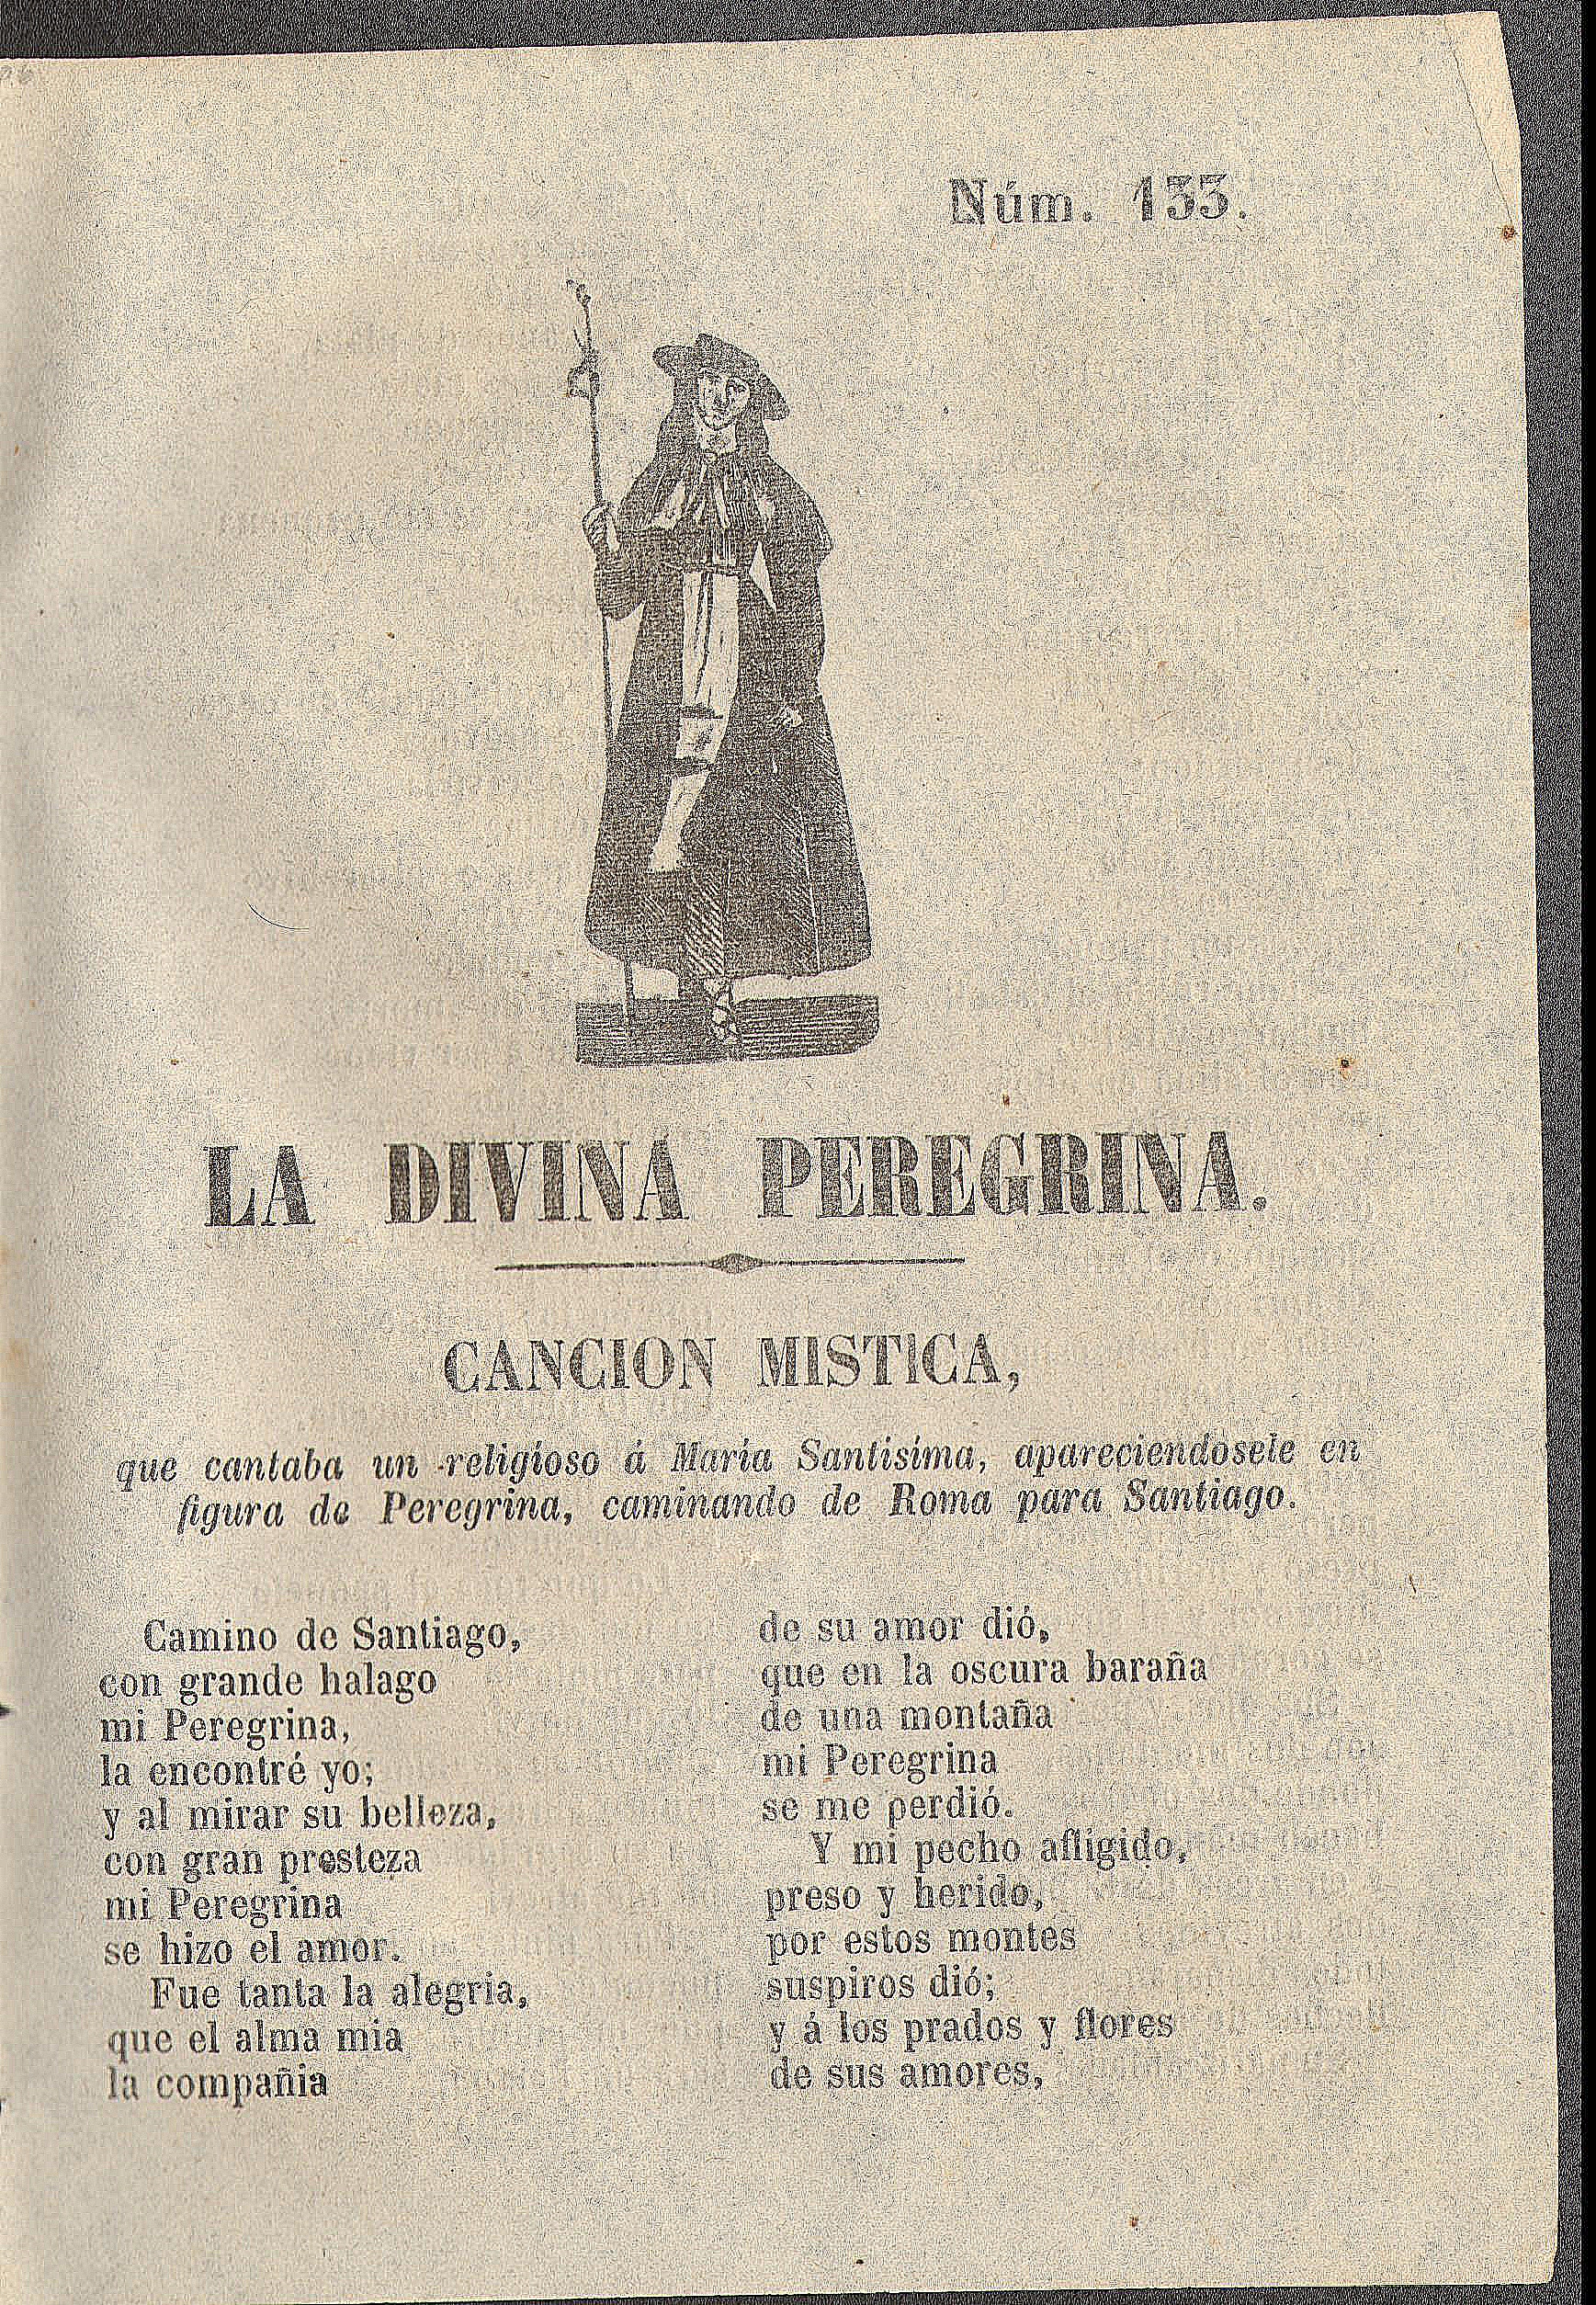 Núm. 133.
LA DIVINA PEREGRINA.
CANCION MISTICA,
que cantaba un religioso á María Santísima, apareciendosele en
figura de Peregrina, caminando de Roma para Santiago.
Camino de Santiago,
con grande halago
mi Peregrina,
la encontré yo;
y al mirar su belleza,
con gran presteza
mi Peregrina
se hizo el amor.
Fue tanta la alegria,
que el alma mia
la compañia
de su amor dió,
que en la oscura baraña
de una montaña
mi Peregrina
se me perdió.
Y mi pecho afligido,
preso y herido,
por estos montes
suspiros dió;
y á los prados y flores
de sus amores,